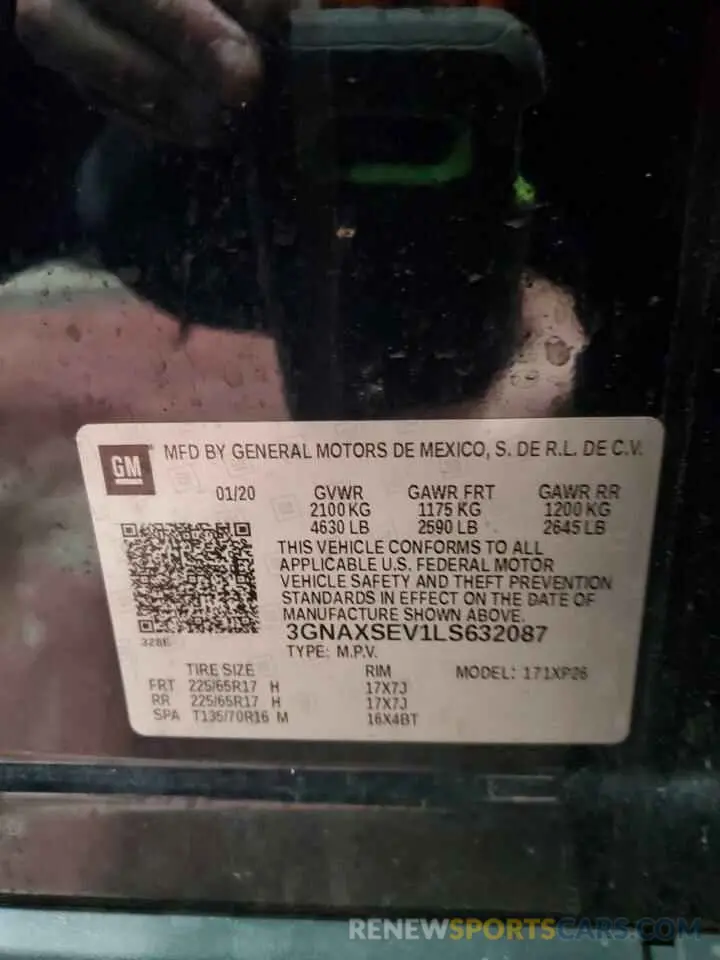 GM
MFD BY GENERAL MOTORS DE MEXICO, S. DE R.L. DE C.V.
01/20 GVWR GAWR FRT GAWR RR
2100 KG 1175 KG 1200 KG
4630 LB 2590 LB 2645 LB
THIS VEHICLE CONFORMS TO ALL
APPLICABLE U.S. FEDERAL MOTOR
VEHICLE SAFETY AND THEFT PREVENTION
STANDARDS IN EFFECT ON THE DATE OF
MANUFACTURE SHOWN ABOVE.
3GNAXSEV1LS632087
328E
TYPE: M.P.V.
TIRE SIZE RIM MODEL: 171XP26
FRT 225/65R17 H 17X7J
RR 225/65R17 H 17X7J
SPA T135/70R16 M 16X4BT
RENEWSPORTSCARS.COM